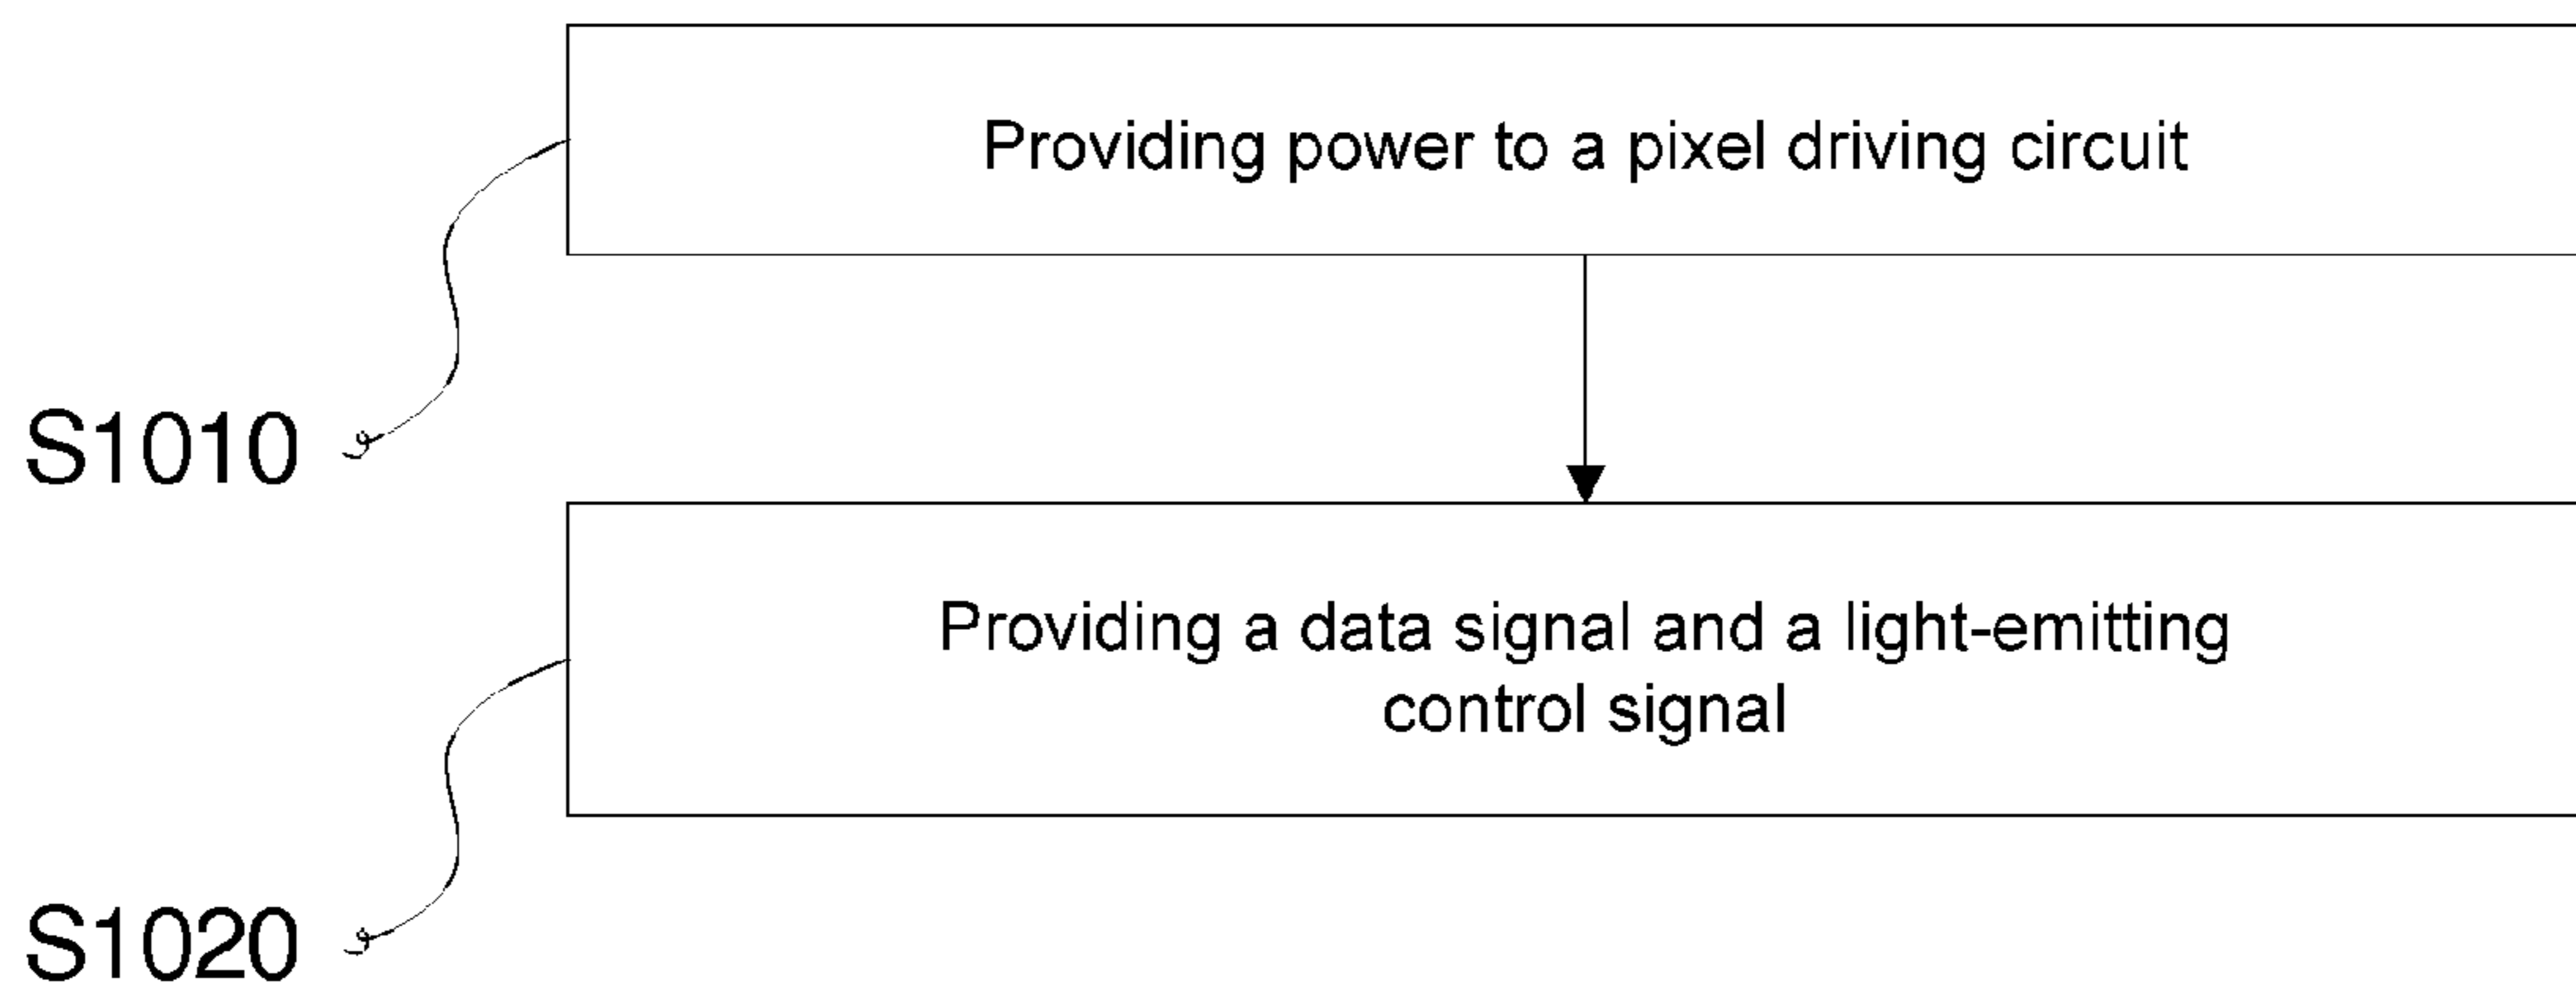 Providing power to a pixel driving circuit
S1010
Providing a data signal and a light-emitting
control signal
S1020